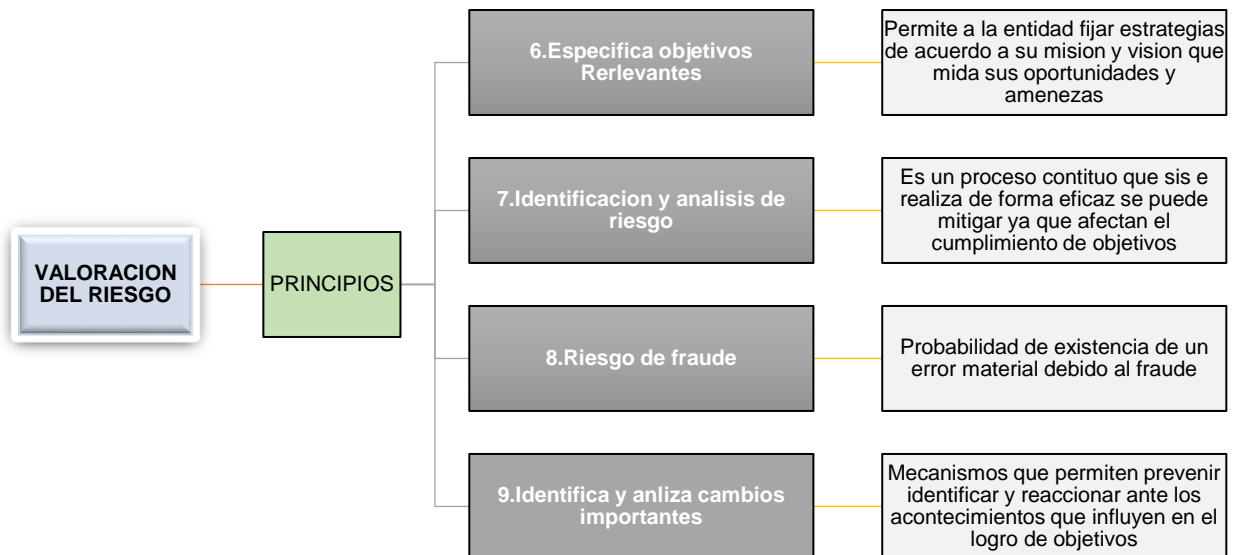 VALORACION
DEL RIESGO
PRINCIPIOS
6.Especifica objetivos
Rerlevantes
Permite a la entidad fijar estrategias
de acuerdo a su mision y vision que
mida sus oportunidades y
amenezas
7.Identificacion y analisis de
riesgo
Es un proceso contituo que sis e
realiza de forma eficaz se puede
mitigar ya que afectan el
cumplimiento de objetivos
8.Riesgo de fraude
Probabilidad de existencia de un
error material debido al fraude
9.Identifica y anliza cambios
importantes
Mecanismos que permiten prevenir
identificar y reaccionar ante los
acontecimientos que influyen en el
logro de objetivos